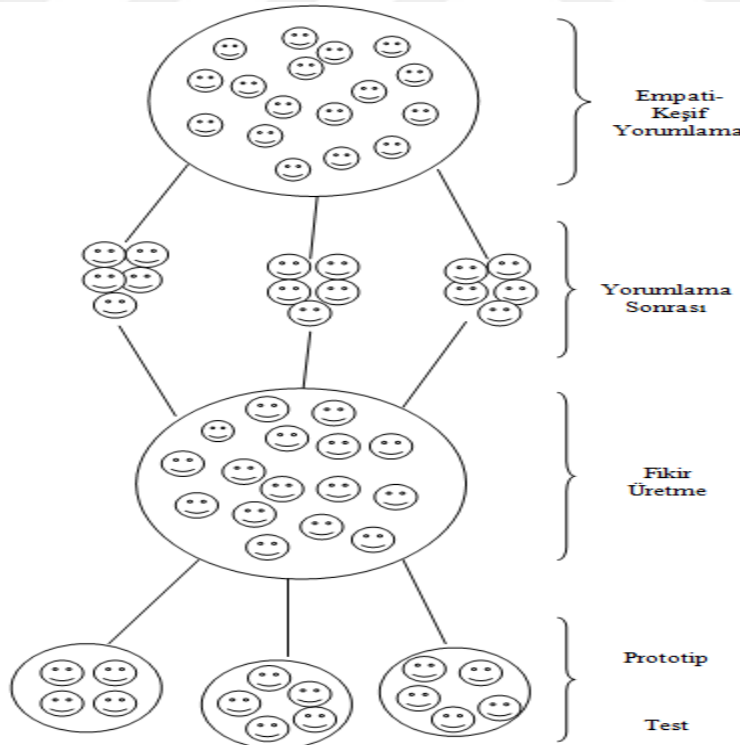 Empati-
Keşif
Yorumlama
Yorumlama
Sonrası
Fikir
Üretme
Prototip
Test